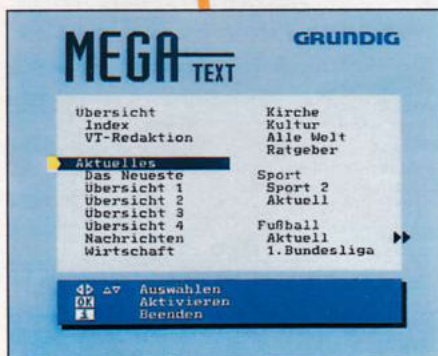 GRUNDIG
MEGA TEXT
Übersicht
Index
VT-Redaktion
Aktuelles
Das Neueste
Übersicht 1
Übersicht 2
Übersicht 3
Übersicht 4
Nachrichten
Wirtschaft
Kirche
Kultur
Alle Welt
Ratgeber
Sport
Sport 2
Aktuell
Fußball
Aktuell
1.Bundesliga
Auswählen
OK Aktivieren
i Beenden